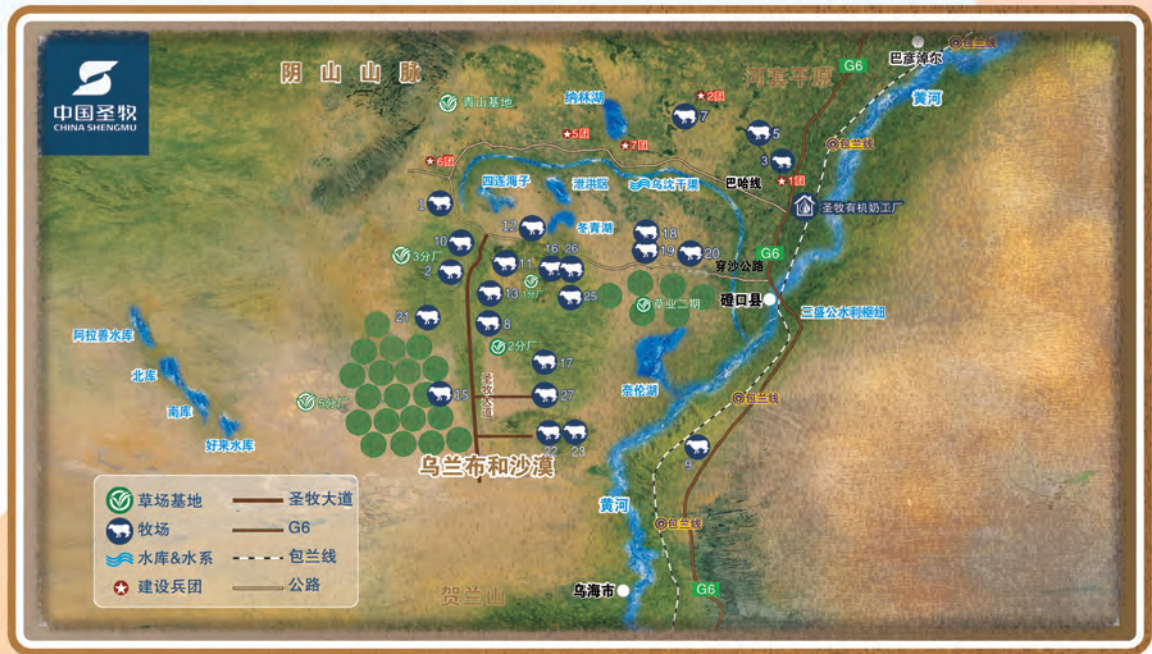 中国圣牧
CHINA SHENGMU
阴山山脉
河套平原
巴彦淖尔
包兰线
G6
黄河
青山基地
纳林湖
2团
7
5
包兰线
5团
7团
3
6团
1团
巴哈线
四连海子
泄洪区
乌沈干渠
圣牧有机奶工厂
1
12
冬青湖
18
10
3分厂
11
16
26
19
20
G6
2
穿沙公路
1分厂
13
25
草业二期
磴口县
三盛公水利枢纽
21
8
阿拉善水库
2分厂
17
奈伦湖
北库
圣牧大道
15
27
包兰线
南库
5分厂
好来水库
22
23
9
乌兰布和沙漠
草场基地
圣牧大道
牧场
G6
水库&水系
包兰线
建设兵团
公路
黄河
包兰线
贺兰山
乌海市
G6